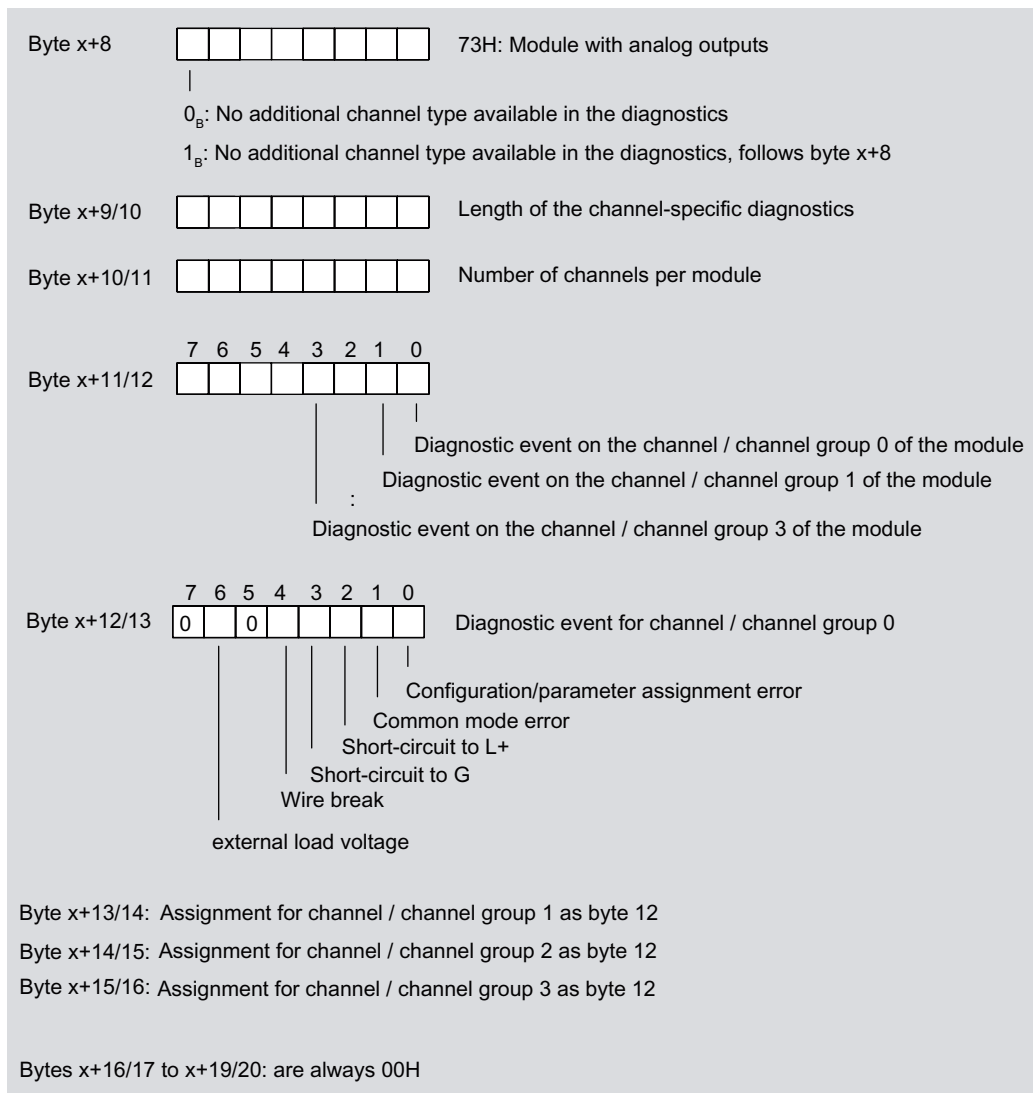 Byte x+8 73H: Module with analog outputs
0B: No additional channel type available in the diagnostics
1B: No additional channel type available in the diagnostics, follows byte x+8
Byte x+9/10 Length of the channel-specific diagnostics
Byte x+10/11 Number of channels per module
7 6 5 4 3 2 1 0
Byte x+11/12
Diagnostic event on the channel / channel group 0 of the module
Diagnostic event on the channel / channel group 1 of the module
:
Diagnostic event on the channel / channel group 3 of the module
7 6 5 4 3 2 1 0
Byte x+12/13 0 0 Diagnostic event for channel / channel group 0
Configuration/parameter assignment error
Common mode error
Short-circuit to L+
Short-circuit to G
Wire break
external load voltage
Byte x+13/14: Assignment for channel / channel group 1 as byte 12
Byte x+14/15: Assignment for channel / channel group 2 as byte 12
Byte x+15/16: Assignment for channel / channel group 3 as byte 12
Bytes x+16/17 to x+19/20: are always 00H